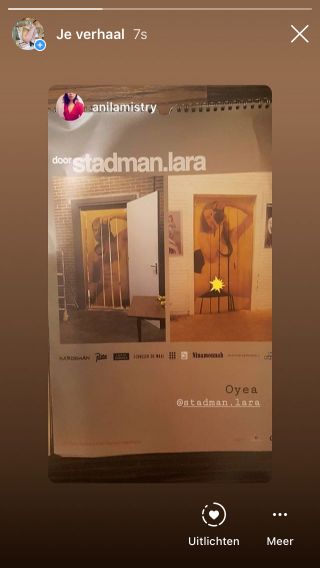 Je verhaal 7s
anilamistry
door stadman.lara
Oyea
@stadman.lara
Uitlichten
Meer